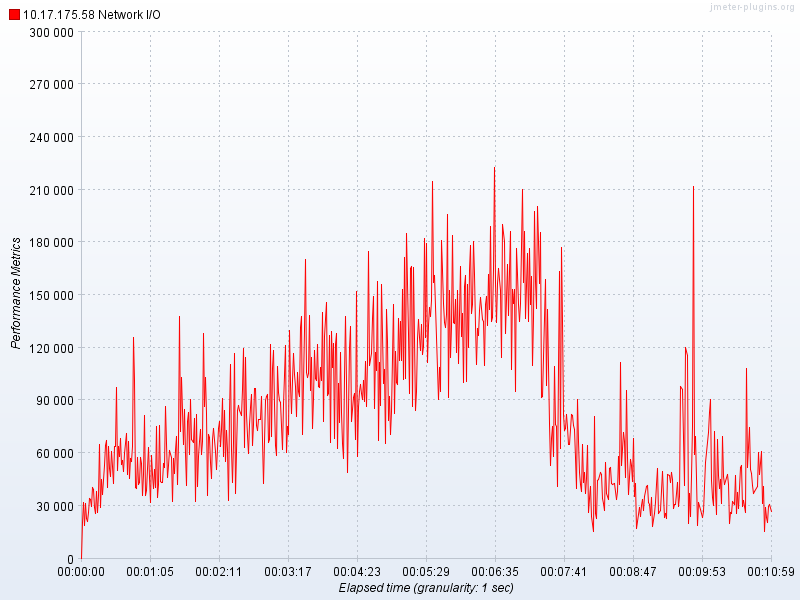 jmeter-plugins.org
10.17.175.58 Network I/O
300 000
270 000
240 000
210 000
180 000
150 000
120 000
90 000
60 000
30 000
0
Performance Metrics
00:00:00 00:01:05 00:02:11 00:03:17 00:04:23 00:05:29 00:06:35 00:07:41 00:08:47 00:09:53 00:10:59
Elapsed time (granularity: 1 sec)